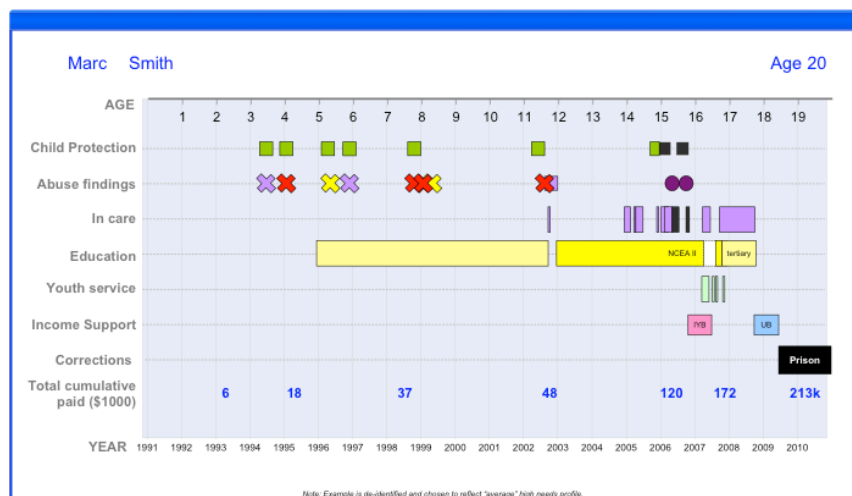 Marc Smith Age 20
AGE 1 2 3 4 5 6 7 8 9 10 11 12 13 14 15 16 17 18 19
Child Protection
Abuse findings
In care
Education NCEA II tertiary
Youth service
Income Support IYB UB
Corrections Prison
Total cumulative
paid ($1000) 6 18 37 48 120 172 213k
YEAR 1991 1992 1993 1994 1995 1996 1997 1998 1999 2000 2001 2002 2003 2004 2005 2006 2007 2008 2009 2010
Note: Example is de-identified and chosen to reflect "average" high needs profile.